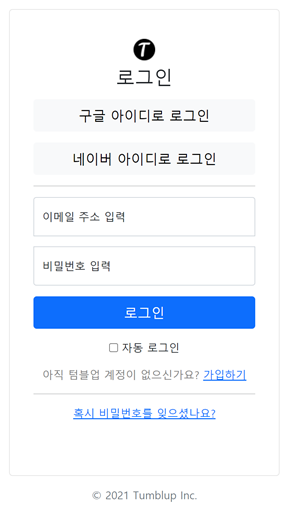 T
로그인
구글 아이디로 로그인
네이버 아이디로 로그인
이메일 주소 입력
비밀번호 입력
로그인
자동 로그인
아직 텀블업 계정이 없으신가요? 가입하기
혹시 비밀번호를 잊으셨나요?
© 2021 Tumblup Inc.